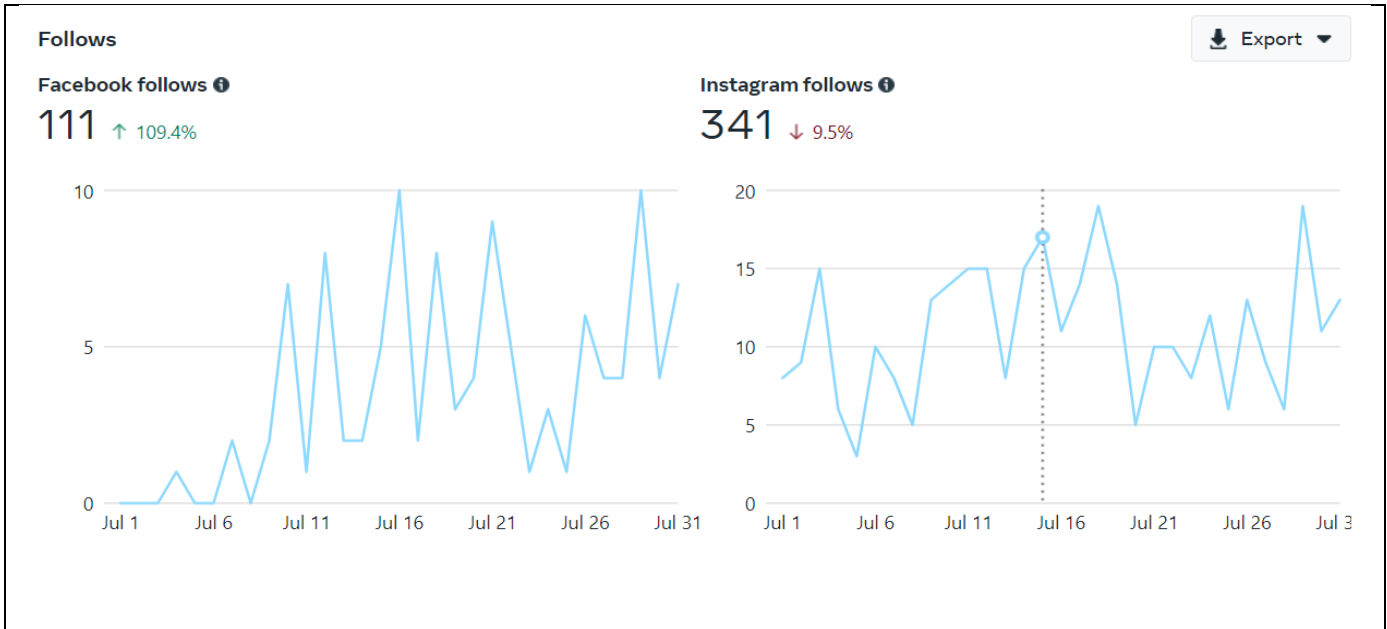 Follows
Export
Facebook follows
111 ↑ 109.4%
Instagram follows
341 ↓ 9.5%
10
5
0
Jul 1 Jul 6 Jul 11 Jul 16 Jul 21 Jul 26 Jul 31
20
15
10
5
0
Jul 1 Jul 6 Jul 11 Jul 16 Jul 21 Jul 26 Jul 3